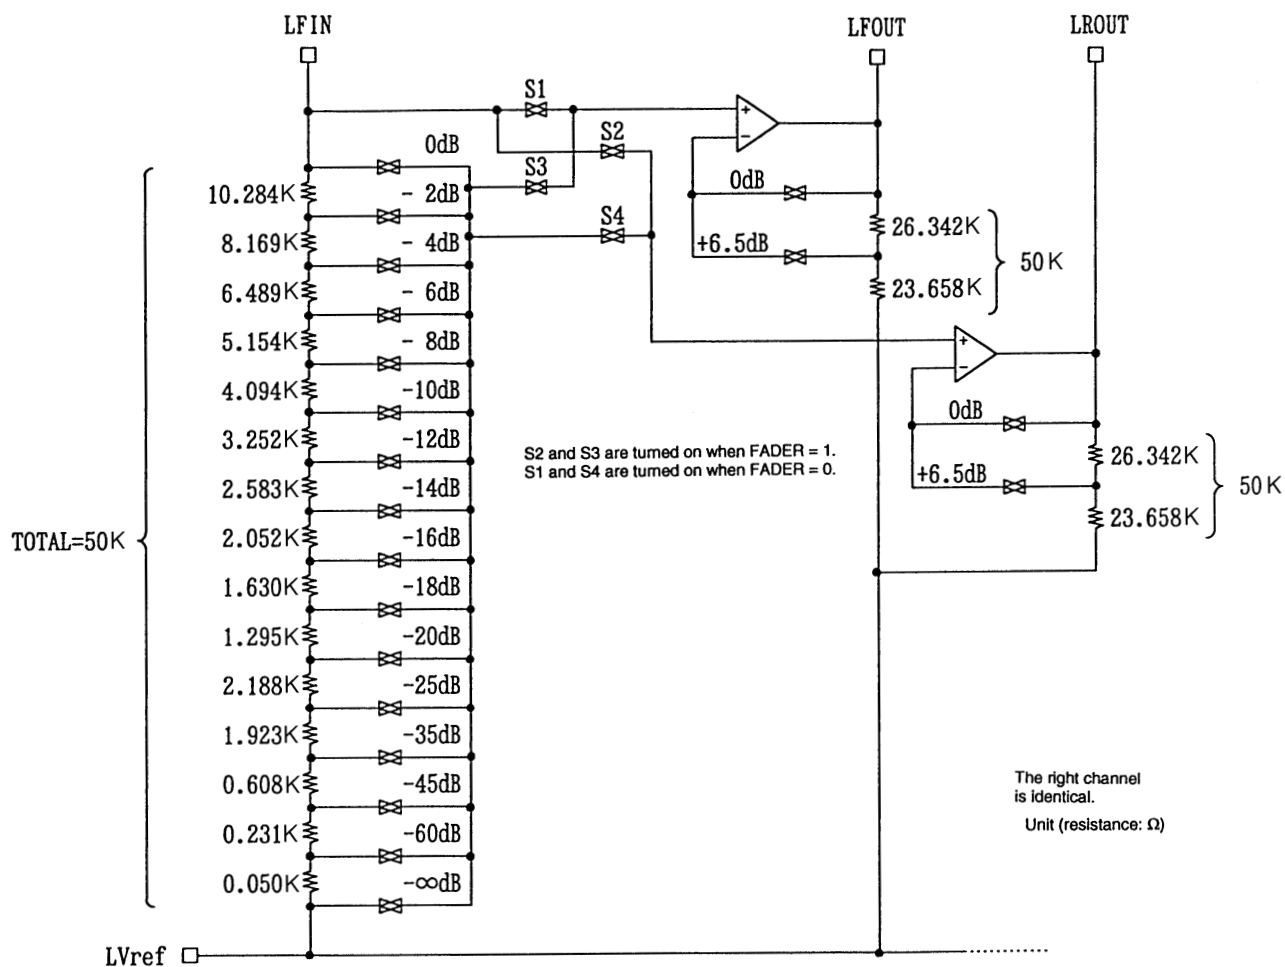 LFIN
LFOUT
LROUT
S1
S2
S3
S4
0dB
10.284K
- 2dB
8.169K
- 4dB
6.489K
- 6dB
5.154K
- 8dB
4.094K
-10dB
3.252K
-12dB
2.583K
-14dB
2.052K
-16dB
1.630K
-18dB
1.295K
-20dB
2.188K
-25dB
1.923K
-35dB
0.608K
-45dB
0.231K
-60dB
0.050K
-∞dB
TOTAL=50K
LVref
+
−
0dB
+6.5dB
26.342K
23.658K
50K
+
−
0dB
+6.5dB
26.342K
23.658K
50K
S2 and S3 are turned on when FADER = 1.
S1 and S4 are turned on when FADER = 0.
The right channel
is identical.
Unit (resistance: Ω)